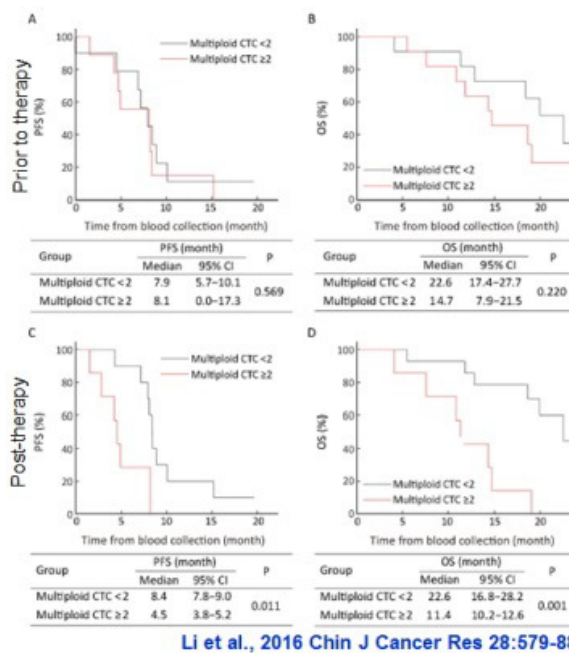 A
B
Prior to therapy
100
80
60
40
20
0
PFS (%)
Multiploid CTC <2
Multiploid CTC ≥2
0 5 10 15 20
Time from blood collection (month)
100
80
60
40
20
0
OS (%)
Multiploid CTC <2
Multiploid CTC ≥2
0 5 10 15 20
Time from blood collection (month)
Group PFS (month) P
Median 95% CI
Multiploid CTC <2 7.9 5.7–10.1 0.569
Multiploid CTC ≥2 8.1 0.0–17.3
Group OS (month) P
Median 95% CI
Multiploid CTC <2 22.6 17.4–27.7 0.220
Multiploid CTC ≥2 14.7 7.9–21.5
C
D
Post-therapy
100
80
60
40
20
0
PFS (%)
Multiploid CTC <2
Multiploid CTC ≥2
0 5 10 15 20
Time from blood collection (month)
100
80
60
40
20
0
OS (%)
Multiploid CTC <2
Multiploid CTC ≥2
0 5 10 15 20
Time from blood collection (month)
Group PFS (month) P
Median 95% CI
Multiploid CTC <2 8.4 7.8–9.0 0.011
Multiploid CTC ≥2 4.5 3.8–5.2
Group OS (month) P
Median 95% CI
Multiploid CTC <2 22.6 16.8–28.2 0.001
Multiploid CTC ≥2 11.4 10.2–12.6
Li et al., 2016 Chin J Cancer Res 28:579-88